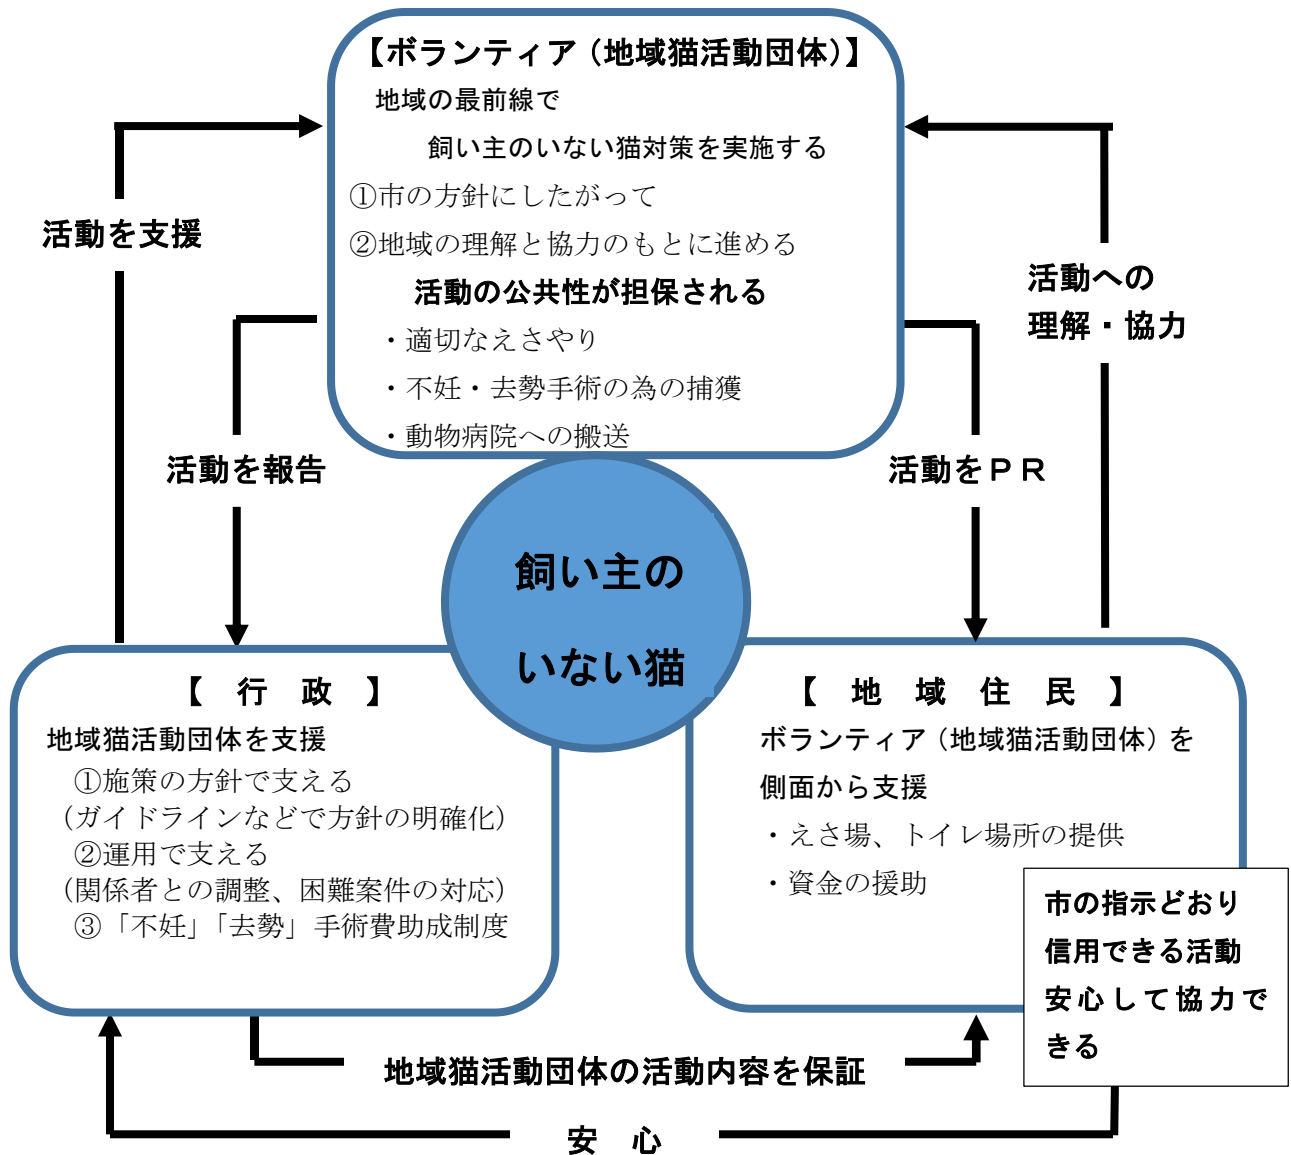 【ボランティア（地域猫活動団体）】
地域の最前線で
飼い主のいない猫対策を実施する
①市の方針にしたがって
②地域の理解と協力のもとに進める
活動の公共性が担保される
・適切なえさやり
・不妊・去勢手術の為の捕獲
・動物病院への搬送
活動を支援
活動への
理解・協力
活動を報告
活動をＰＲ
飼い主の
いない猫
【　行　政　】
地域猫活動団体を支援
①施策の方針で支える
（ガイドラインなどで方針の明確化）
②運用で支える
（関係者との調整、困難案件の対応）
③「不妊」「去勢」手術費助成制度
【　地　域　住　民　】
ボランティア（地域猫活動団体）を
側面から支援
・えさ場、トイレ場所の提供
・資金の援助
市の指示どおり
信用できる活動
安心して協力で
きる
地域猫活動団体の活動内容を保証
安　心